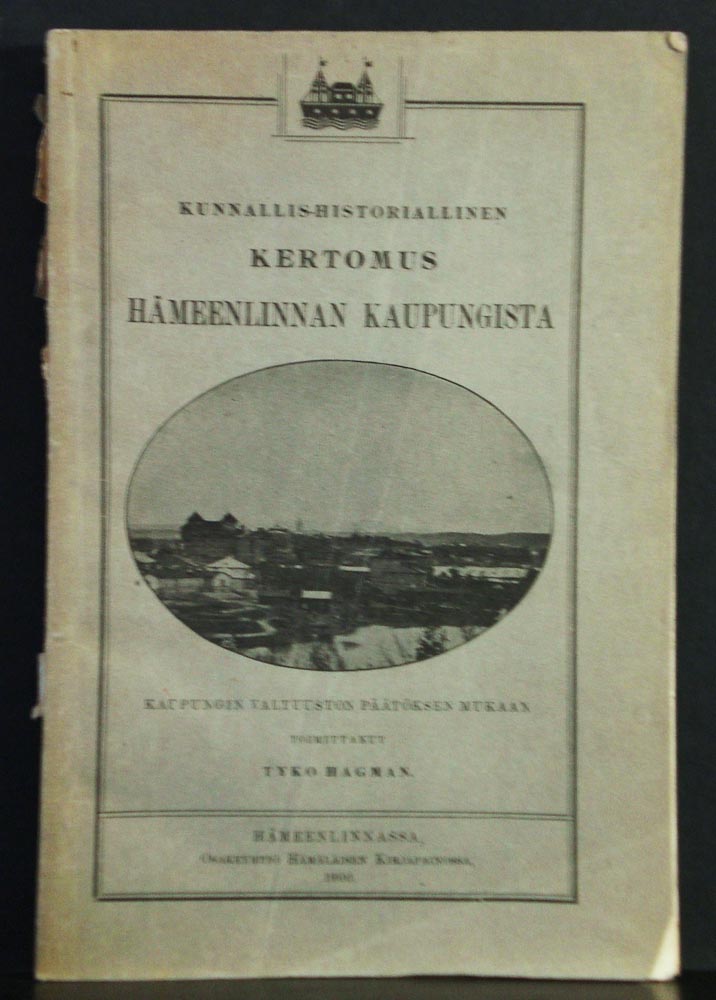 KUNNALLIS-HISTORIALLINEN
KERTOMUS
HÄMEENLINNAN KAUPUNGISTA
KAUPUNGIN VALTUUSTON PÄÄTÖKSEN MUKAAN
TOIMITTANUT
TYKO HAGMAN.
HÄMEENLINNASSA,
OSAKEYHTIÖ HÄMÄLÄISEN KIRJAPAINOSSA,